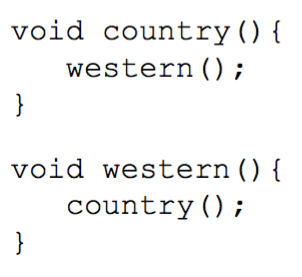 void country(){
   western();
}

void western(){
   country();
}